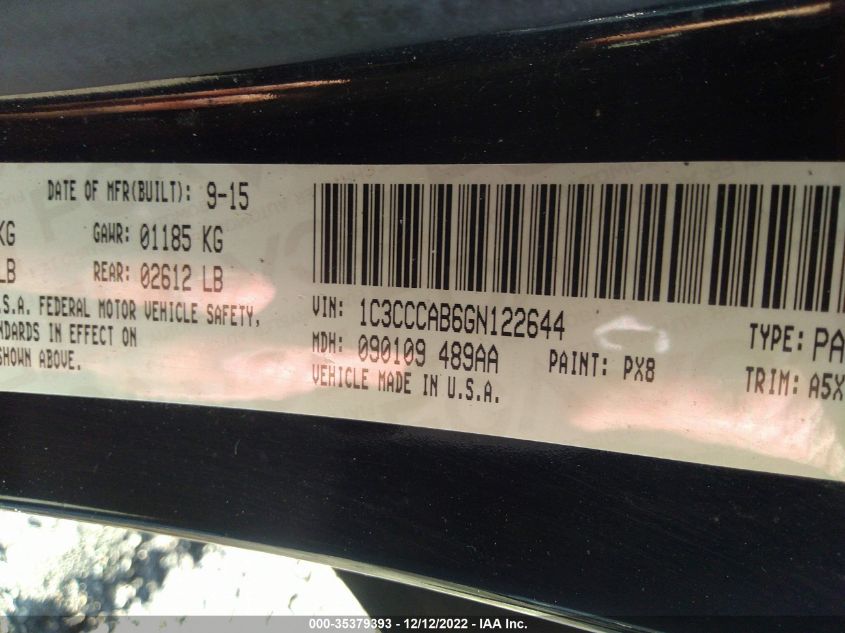 DATE OF MFR(BUILT): 9-15
KG GAWR: 01185 KG
LB REAR: 02612 LB
.S.A. FEDERAL MOTOR VEHICLE SAFETY,
NDARDS IN EFFECT ON
SHOWN ABOVE.
VIN: 1C3CCCAB6GN122644
TYPE: PA
MDH: 090109 489AA PAINT: PX8
TRIM: A5X
VEHICLE MADE IN U.S.A.
000-35379393 - 12/12/2022 - IAA Inc.